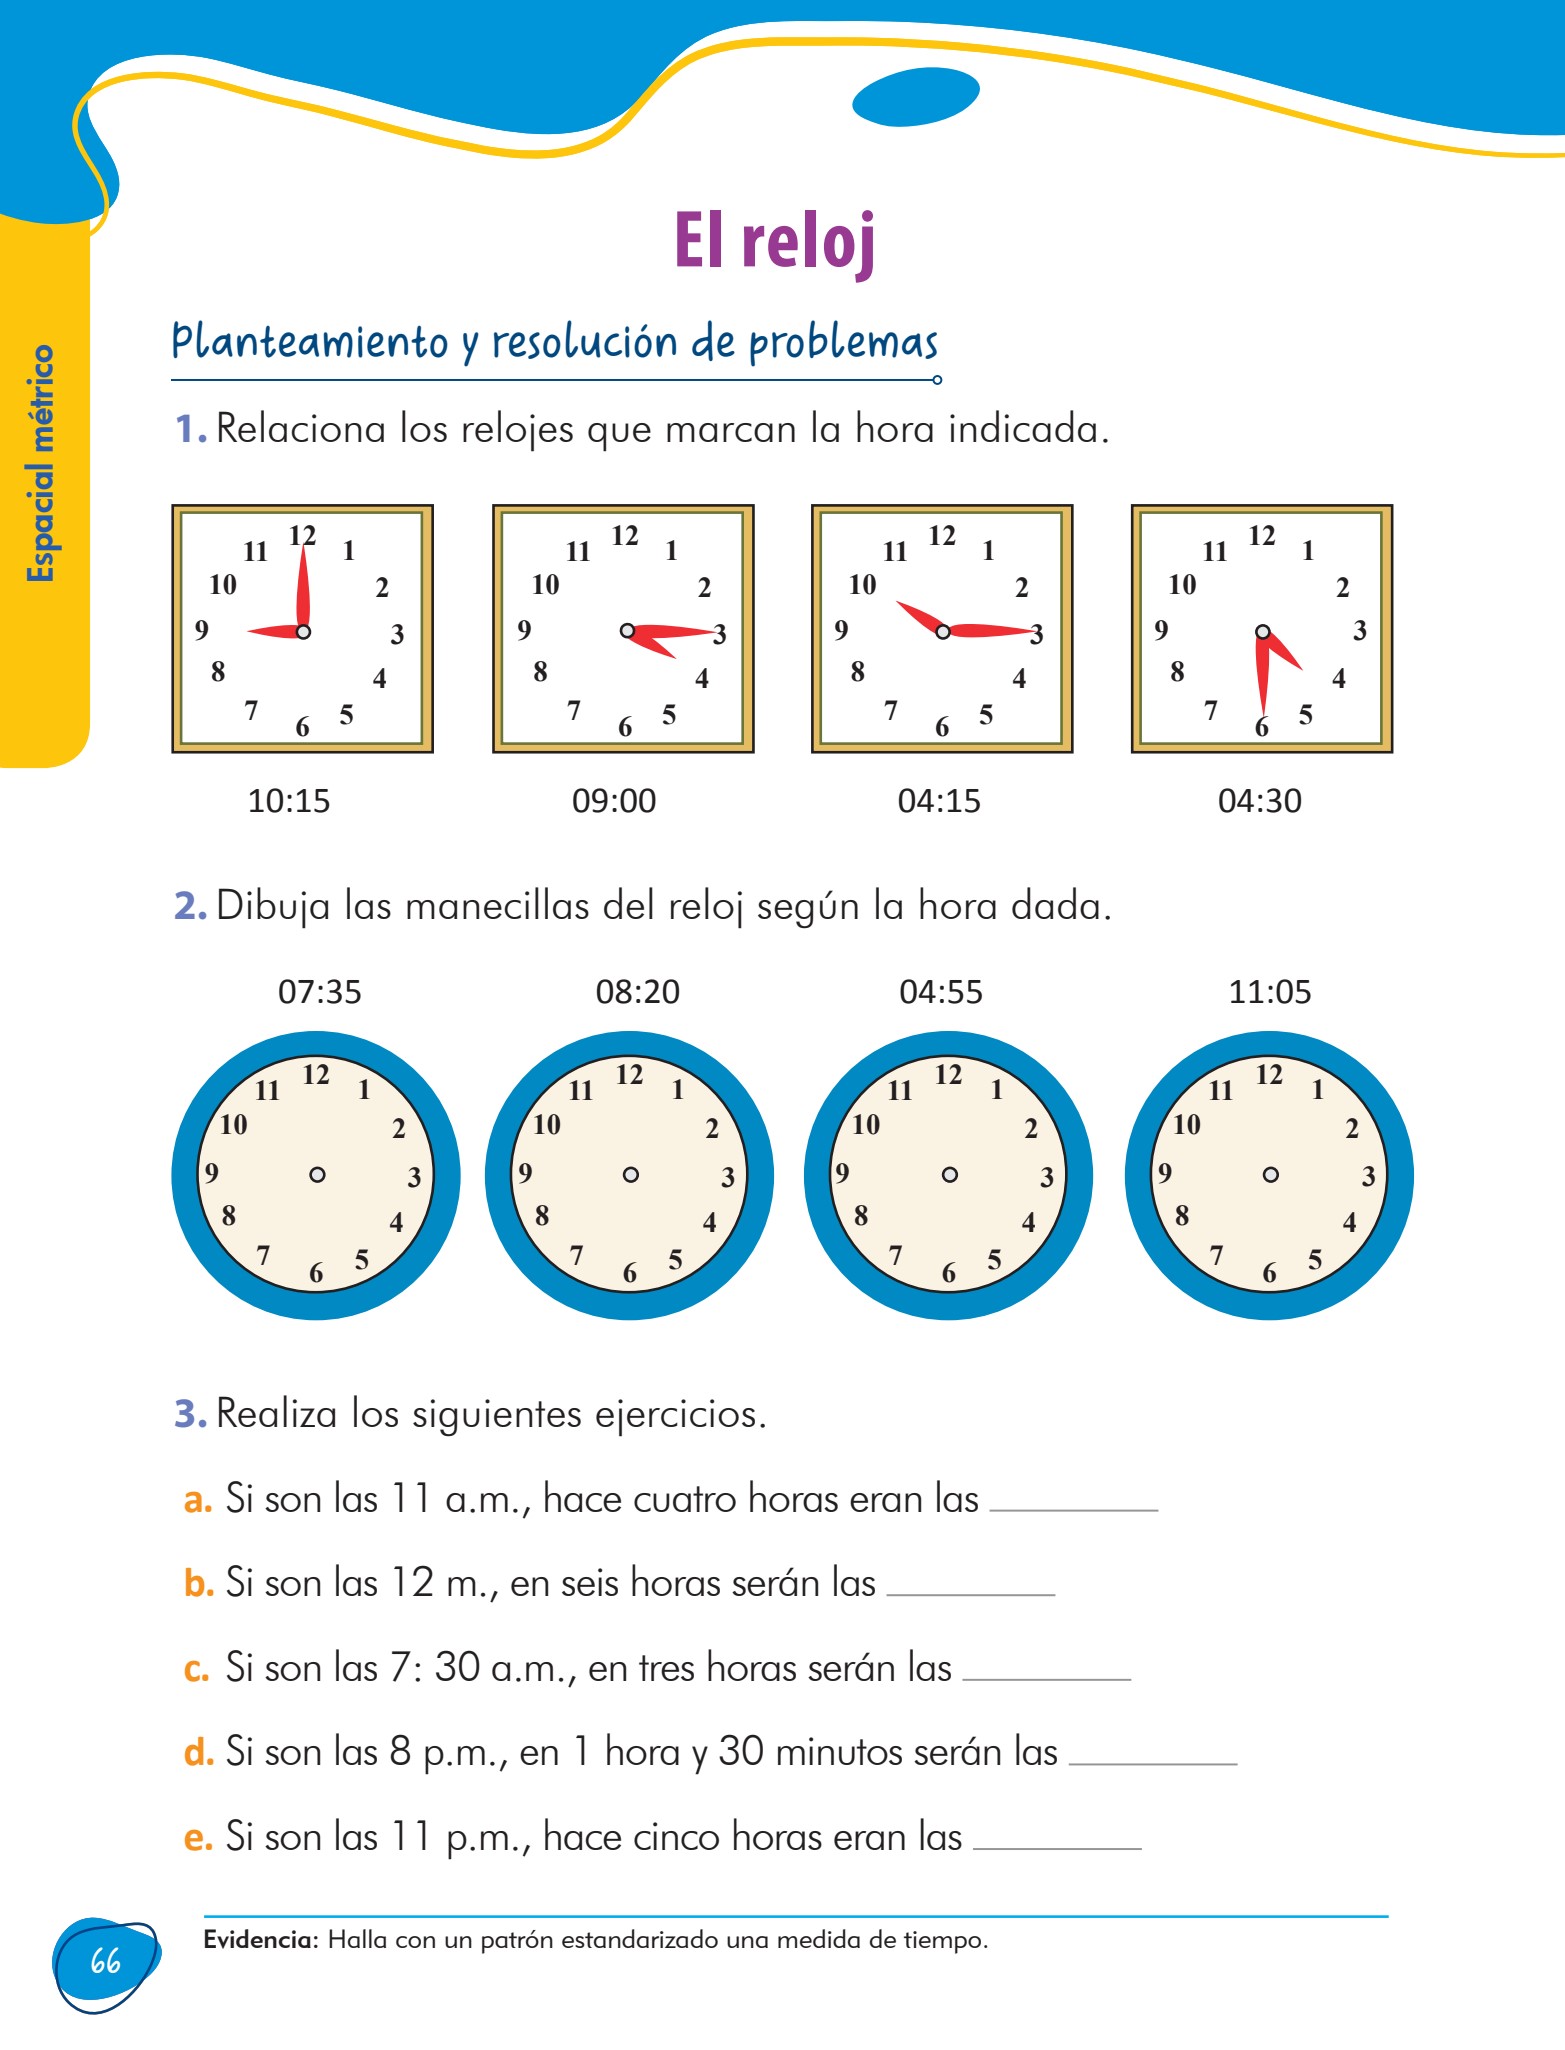 El reloj
Espacial métrico
Planteamiento y resolución de problemas
1. Relaciona los relojes que marcan la hora indicada.
12 1 2 3 4 5 6 7 8 9 10 11
12 1 2 3 4 5 6 7 8 9 10 11
12 1 2 3 4 5 6 7 8 9 10 11
12 1 2 3 4 5 6 7 8 9 10 11
10:15 09:00 04:15 04:30
2. Dibuja las manecillas del reloj según la hora dada.
07:35 08:20 04:55 11:05
12 1 2 3 4 5 6 7 8 9 10 11
12 1 2 3 4 5 6 7 8 9 10 11
12 1 2 3 4 5 6 7 8 9 10 11
12 1 2 3 4 5 6 7 8 9 10 11
3. Realiza los siguientes ejercicios.
a. Si son las 11 a.m., hace cuatro horas eran las ________
b. Si son las 12 m., en seis horas serán las ________
c. Si son las 7: 30 a.m., en tres horas serán las ________
d. Si son las 8 p.m., en 1 hora y 30 minutos serán las ________
e. Si son las 11 p.m., hace cinco horas eran las ________
Evidencia: Halla con un patrón estandarizado una medida de tiempo.
66